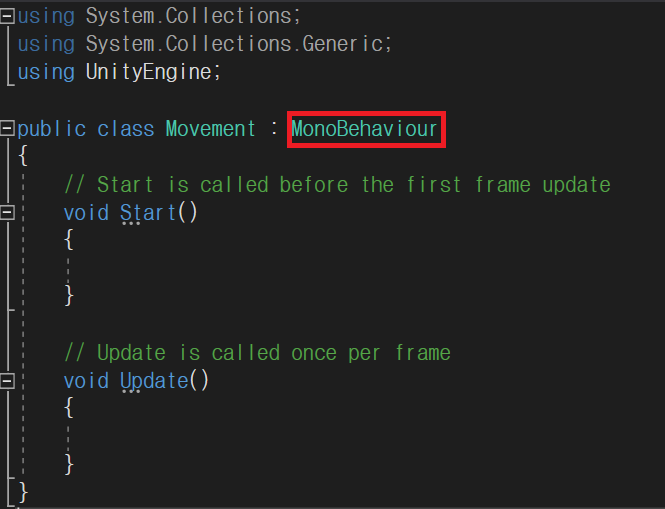 using System.Collections;
using System.Collections.Generic;
using UnityEngine;
public class Movement : MonoBehaviour
{
// Start is called before the first frame update
void Start()
{
}
// Update is called once per frame
void Update()
{
}
}